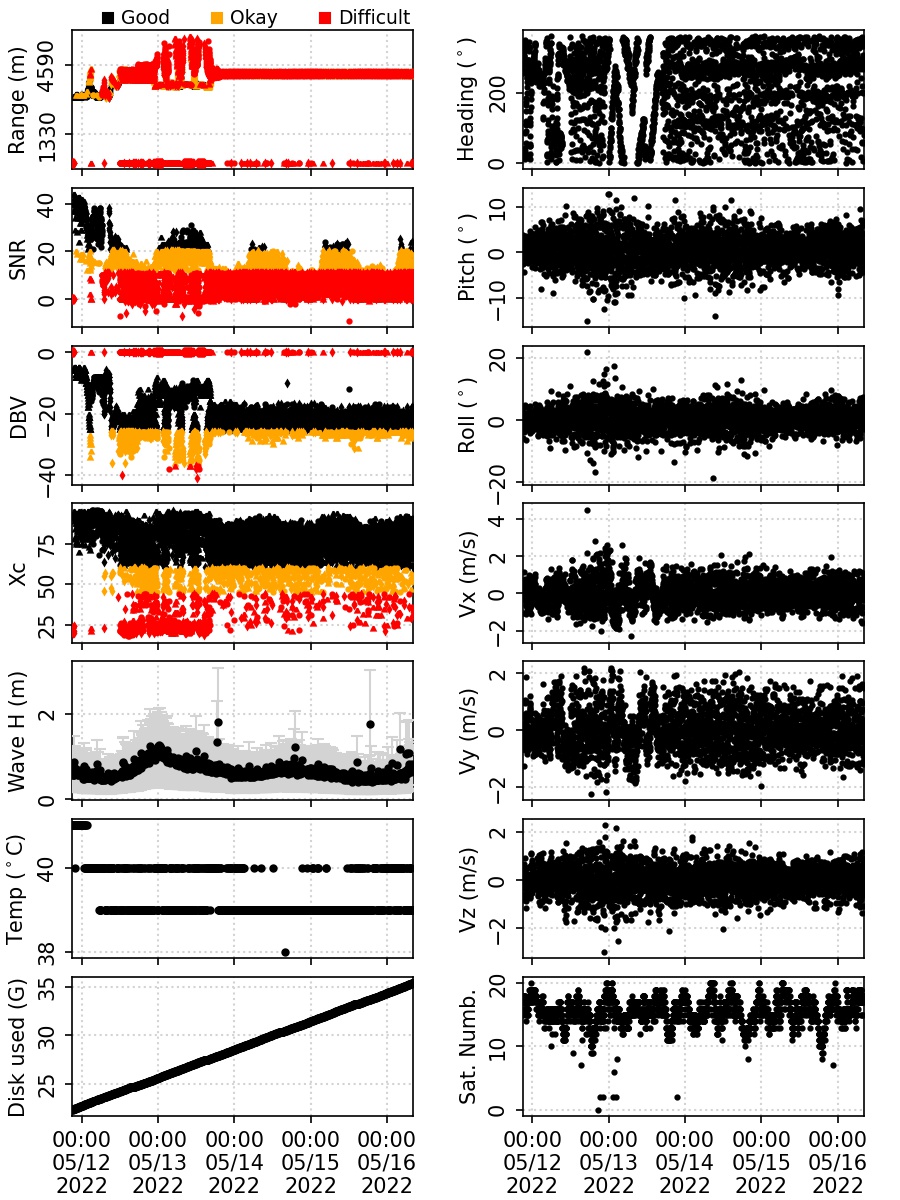 Good Okay Difficult
Range (m)
4590
1330
Heading (°)
200
0
SNR
40
20
0
Pitch (°)
10
0
−10
DBV
0
−20
−40
Roll (°)
20
0
−20
Xc
75
50
25
Vx (m/s)
4
2
0
−2
Wave H (m)
2
0
Vy (m/s)
2
0
−2
Temp (°C)
40
38
Vz (m/s)
2
0
−2
Disk used (G)
35
30
25
Sat. Numb.
20
10
0
00:00 00:00 00:00 00:00 00:00
05/12 05/13 05/14 05/15 05/16
2022 2022 2022 2022 2022
00:00 00:00 00:00 00:00 00:00
05/12 05/13 05/14 05/15 05/16
2022 2022 2022 2022 2022